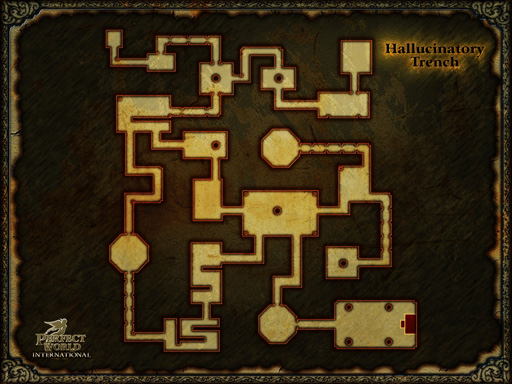 Hallucinatory
Trench
PERFECT
WORLD
INTERNATIONAL